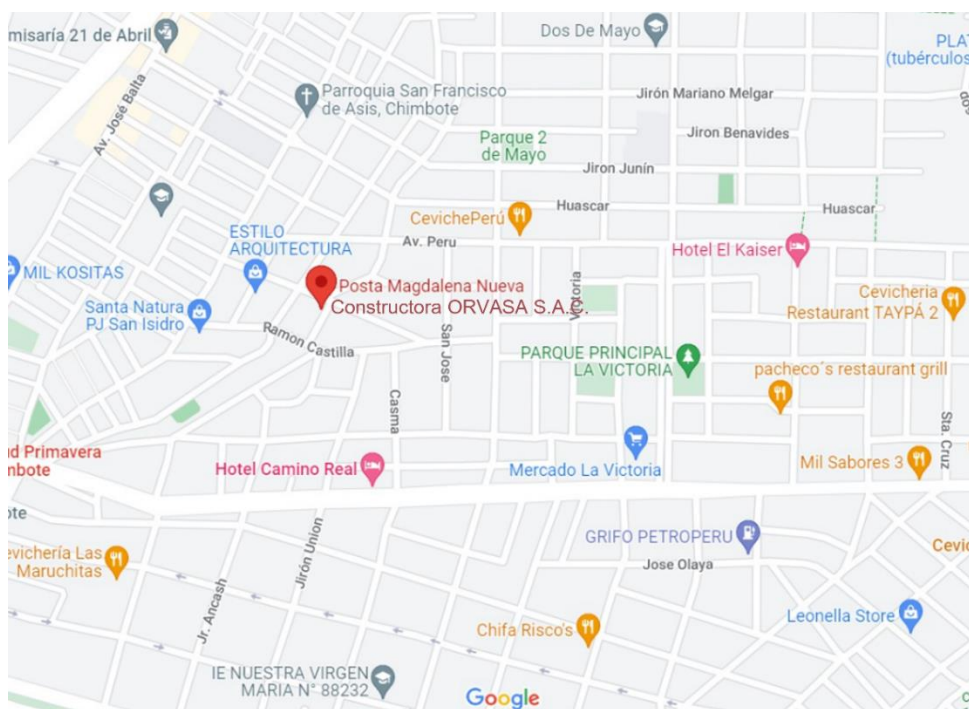 Dos De Mayo
misaría 21 de Abril
PLAT
(tubérculos
Av. José Balta
Parroquia San Francisco
de Asis, Chimbote
Jirón Mariano Melgar
Jiron Benavides
Parque 2
de Mayo
Jiron Junín
Huascar
Huascar
CevichePerú
ESTILO
ARQUITECTURA
Av. Peru
Hotel El Kaiser
MIL KOSITAS
Posta Magdalena Nueva
Constructora ORVASA S.A.C.
Victoria
Cevicheria
Restaurant TAYPÁ 2
Santa Natura
PJ San Isidro
Ramon Castilla
San Jose
PARQUE PRINCIPAL
LA VICTORIA
pacheco´s restaurant grill
Casma
Sta. Cruz
ud Primavera
imbote
Hotel Camino Real
Mercado La Victoria
Mil Sabores 3
ote
GRIFO PETROPERU
Jose Olaya
Cevic
evichería Las
Maruchitas
Jirón Union
Jr. Ancash
Chifa Risco's
Leonella Store
IE NUESTRA VIRGEN
MARIA N° 88232
Google